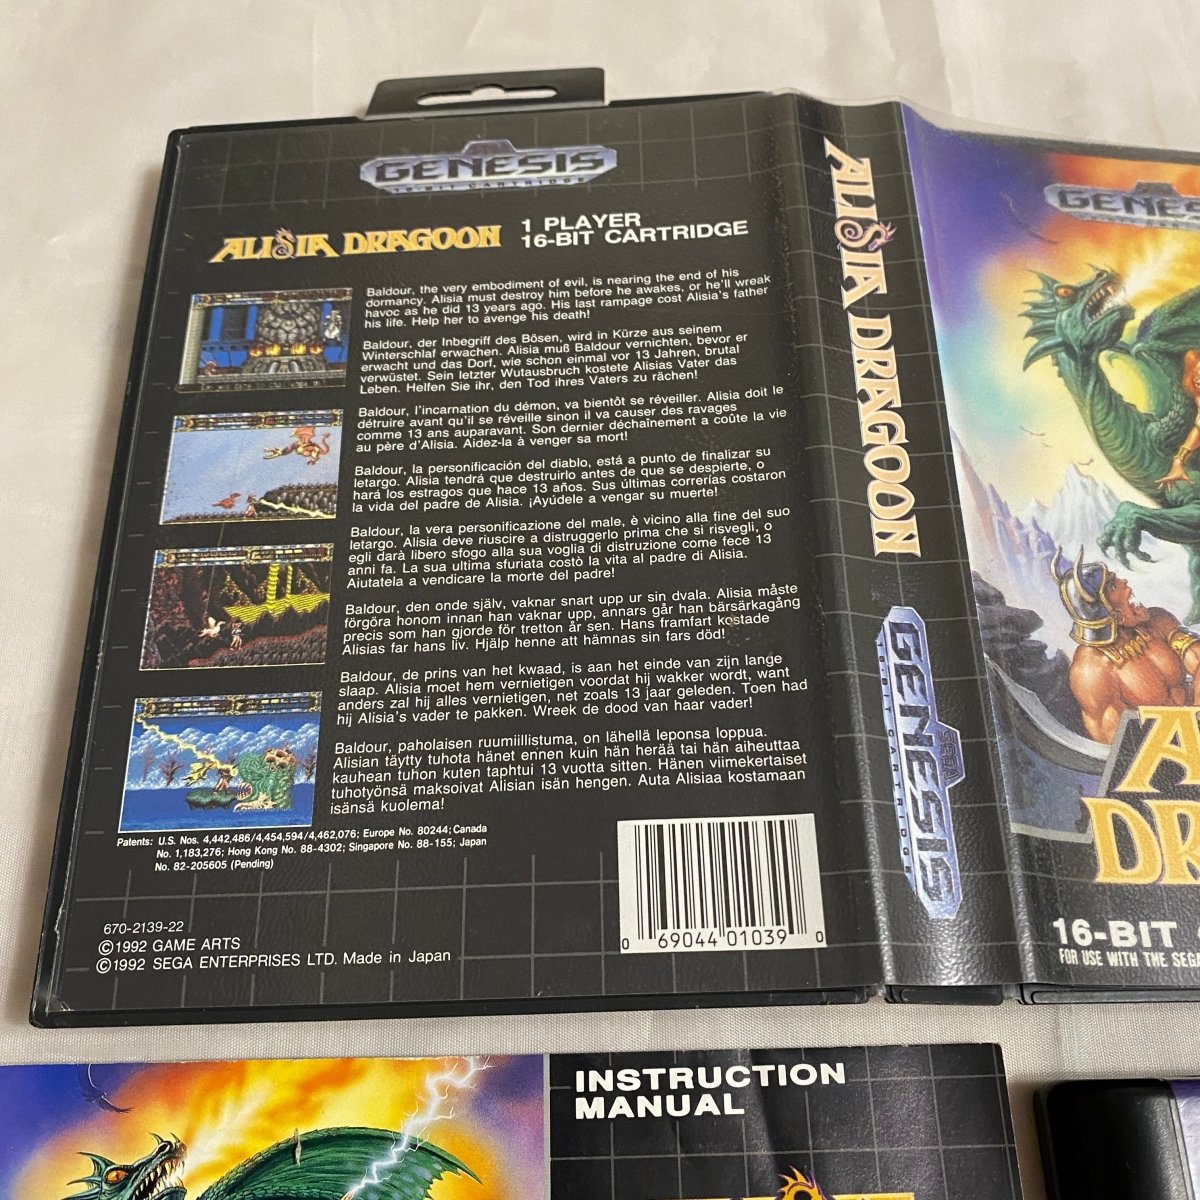 GENESIS
16-BIT CARTRIDGE
ALISIA DRAGOON
1 PLAYER
16-BIT CARTRIDGE
Baldour, the very embodiment of evil, is nearing the end of his
dormancy. Alisia must destroy him before he awakes, or he'll wreak
havoc as he did 13 years ago. His last rampage cost Alisia's father
his life. Help her to avenge his death!
Baldour, der Inbegriff des Bösen, wird in Kürze aus seinem
Winterschlaf erwachen. Alisia muß Baldour vernichten, bevor er
erwacht und das Dorf, wie schon einmal vor 13 Jahren, brutal
verwüstet. Sein letzter Wutausbruch kostete Alisias Vater das
Leben. Helfen Sie ihr, den Tod ihres Vaters zu rächen!
Baldour, l'incarnation du démon, va bientôt se réveiller. Alisia doit le
détruire avant qu'il se réveille sinon il va causer des ravages
comme 13 ans auparavant. Son dernier déchaînement a coûte la vie
au père d'Alisia. Aidez-la à venger sa mort!
Baldour, la personificación del diablo, está a punto de finalizar su
letargo. Alisia tendrá que destruirlo antes de que se despierte, o
hará los estragos que hace 13 años. Sus últimas correrías costaron
la vida del padre de Alisia. ¡Ayúdele a vengar su muerte!
Baldour, la vera personificazione del male, è vicino alla fine del suo
letargo. Alisia deve riuscire a distruggerlo prima che si risvegli, o
egli darà libero sfogo alla sua voglia di distruzione come fece 13
anni fa. La sua ultima sfuriata costò la vita al padre di Alisia.
Aiutatela a vendicare la morte del padre!
Baldour, den onde själv, vaknar snart upp ur sin dvala. Alisia måste
förgöra honom innan han vaknar upp, annars går han bärsärkagång
precis som han gjorde för tretton år sen. Hans framfart kostade
Alisias far hans liv. Hjälp henne att hämnas sin fars död!
Baldour, de prins van het kwaad, is aan het einde van zijn lange
slaap. Alisia moet hem vernietigen voordat hij wakker wordt, want
anders zal hij alles vernietigen, net zoals 13 jaar geleden. Toen had
hij Alisia's vader te pakken. Wreek de dood van haar vader!
Baldour, paholaisen ruumiillistuma, on lähellä leponsa loppua.
Alisian täytty tuhota hänet ennen kuin hän herää tai hän aiheuttaa
kauhean tuhon kuten taphtui 13 vuotta sitten. Hänen viimekertaiset
tuhotyönsä maksoivat Alisian isän hengen. Auta Alisiaa kostamaan
isänsä kuolema!
Patents: U.S. Nos. 4,442,486/4,454,594/4,462,076; Europe No. 80244; Canada
No. 1,183,276; Hong Kong No. 88-4302; Singapore No. 88-155; Japan
No. 82-205605 (Pending)
670-2139-22
©1992 GAME ARTS
©1992 SEGA ENTERPRISES LTD. Made in Japan
0 69044 01039 0
ALISIA DRAGOON
SEGA
GENESIS
16-BIT CARTRIDGE
GENES
A
DR
16-BIT
FOR USE WITH THE SEGA
INSTRUCTION
MANUAL